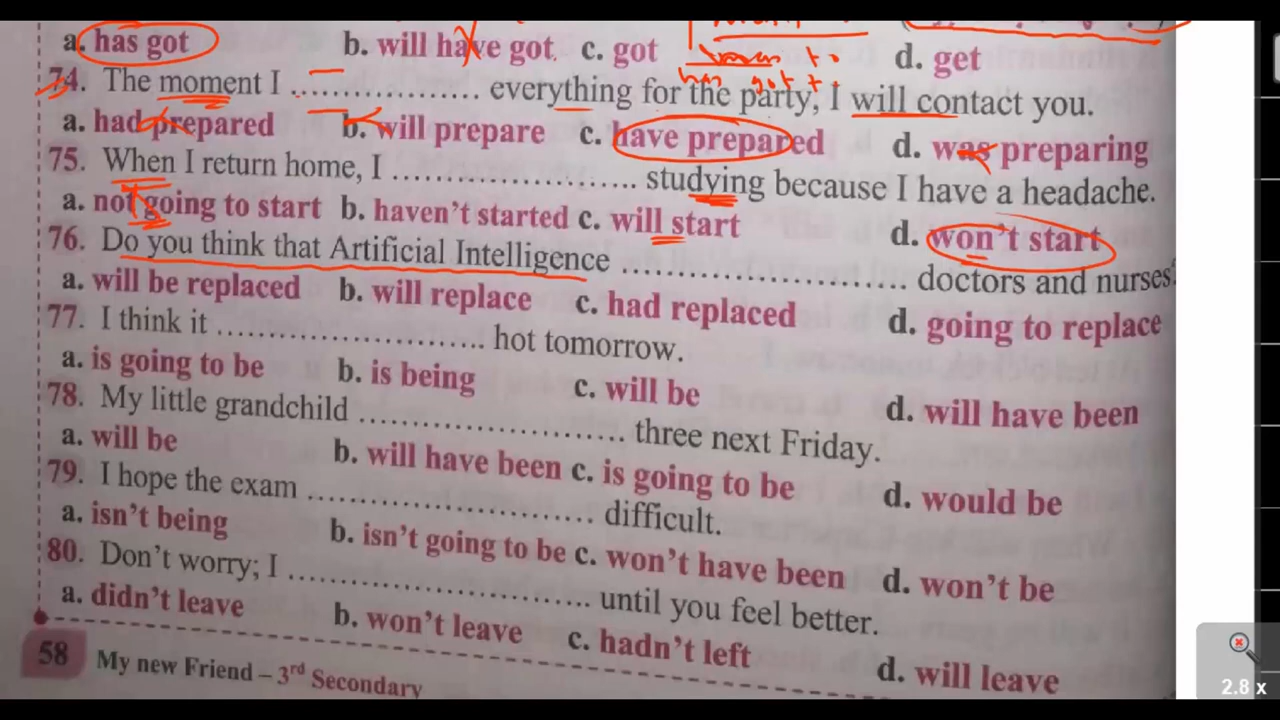 a. has got b. will have got c. got d. get
has got +
74. The moment I ................. everything for the party, I will contact you.
a. had prepared b. will prepare c. have prepared d. was preparing
75. When I return home, I ..................... studying because I have a headache.
a. not going to start b. haven't started c. will start d. won't start
76. Do you think that Artificial Intelligence ......................... doctors and nurses?
a. will be replaced b. will replace c. had replaced d. going to replace
77. I think it ........................ hot tomorrow.
a. is going to be b. is being c. will be d. will have been
78. My little grandchild ........................ three next Friday.
a. will be b. will have been c. is going to be d. would be
79. I hope the exam ......................... difficult.
a. isn't being b. isn't going to be c. won't have been d. won't be
80. Don't worry; I ........................... until you feel better.
a. didn't leave b. won't leave c. hadn't left d. will leave
58 My new Friend – 3rd Secondary
2.8 x